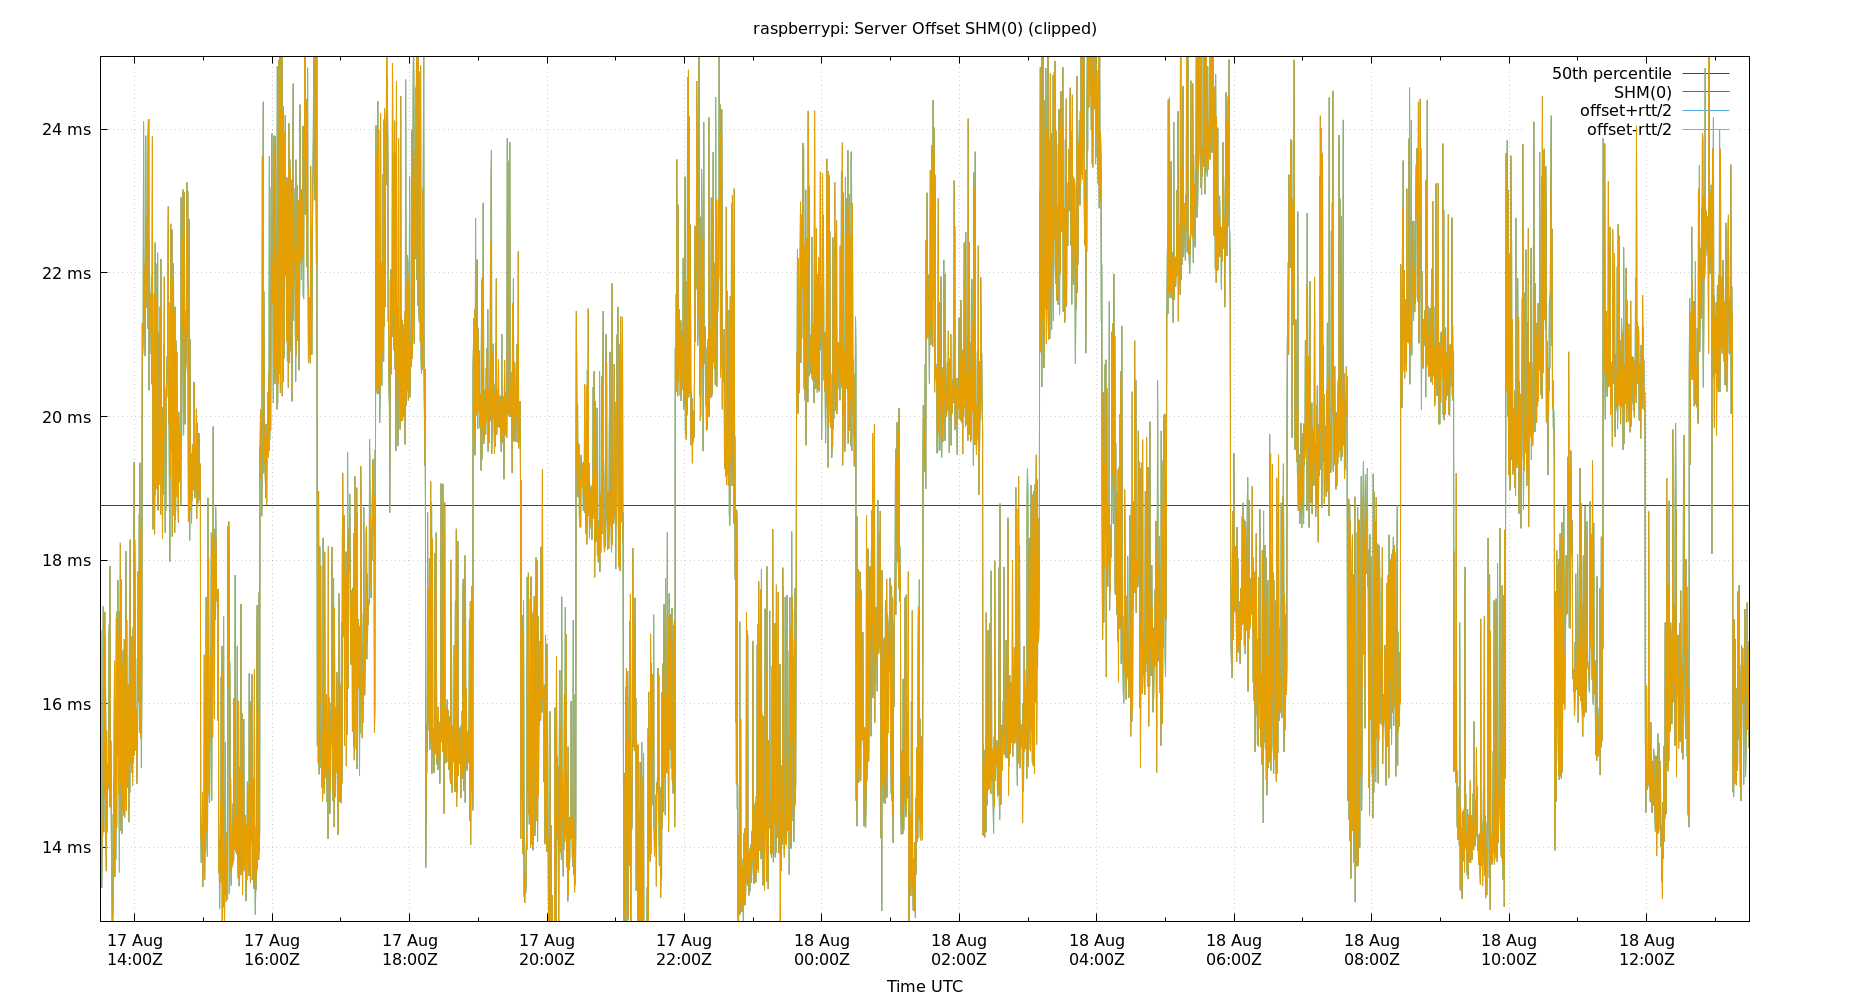 raspberrypi: Server Offset SHM(0) (clipped)
50th percentile
SHM(0)
offset+rtt/2
offset-rtt/2
24 ms
22 ms
20 ms
18 ms
16 ms
14 ms
17 Aug 17 Aug 17 Aug 17 Aug 17 Aug 18 Aug 18 Aug 18 Aug 18 Aug 18 Aug 18 Aug 18 Aug
14:00Z 16:00Z 18:00Z 20:00Z 22:00Z 00:00Z 02:00Z 04:00Z 06:00Z 08:00Z 10:00Z 12:00Z
Time UTC